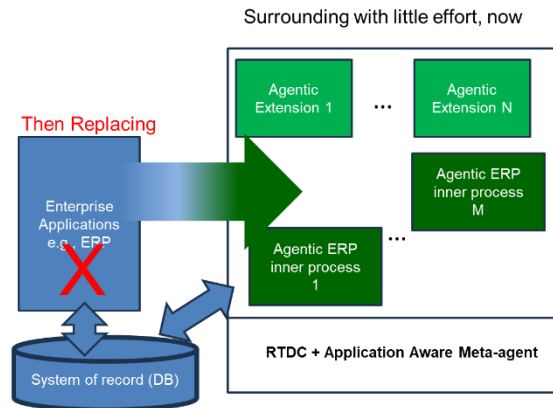 Surrounding with little effort, now
Agentic
Extension 1
...
Agentic
Extension N
Then Replacing
Enterprise
Applications
e.g., ERP
X
Agentic ERP
inner process
M
...
Agentic ERP
inner process
1
RTDC + Application Aware Meta-agent
System of record (DB)